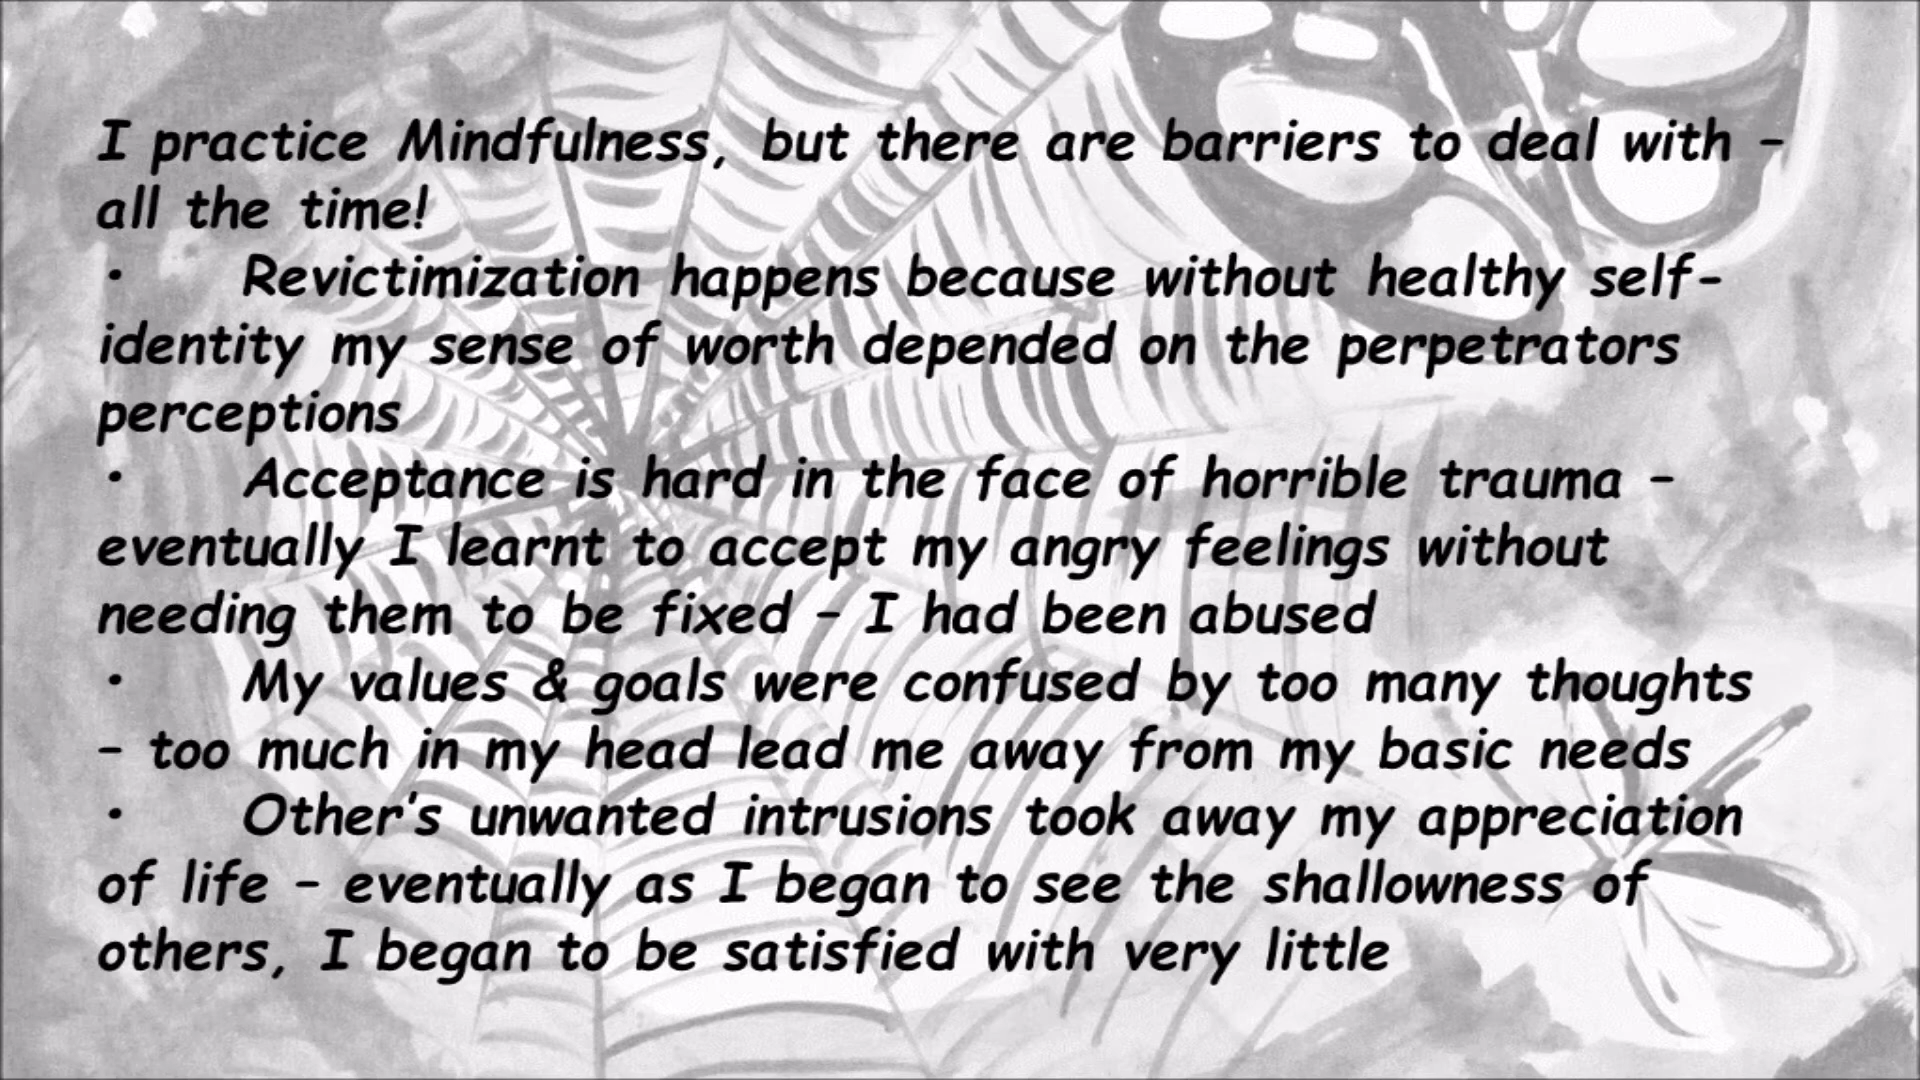 I practice Mindfulness, but there are barriers to deal with –
all the time!
• Revictimization happens because without healthy self-
identity my sense of worth depended on the perpetrators
perceptions
• Acceptance is hard in the face of horrible trauma –
eventually I learnt to accept my angry feelings without
needing them to be fixed – I had been abused
• My values & goals were confused by too many thoughts
– too much in my head lead me away from my basic needs
• Other's unwanted intrusions took away my appreciation
of life – eventually as I began to see the shallowness of
others, I began to be satisfied with very little